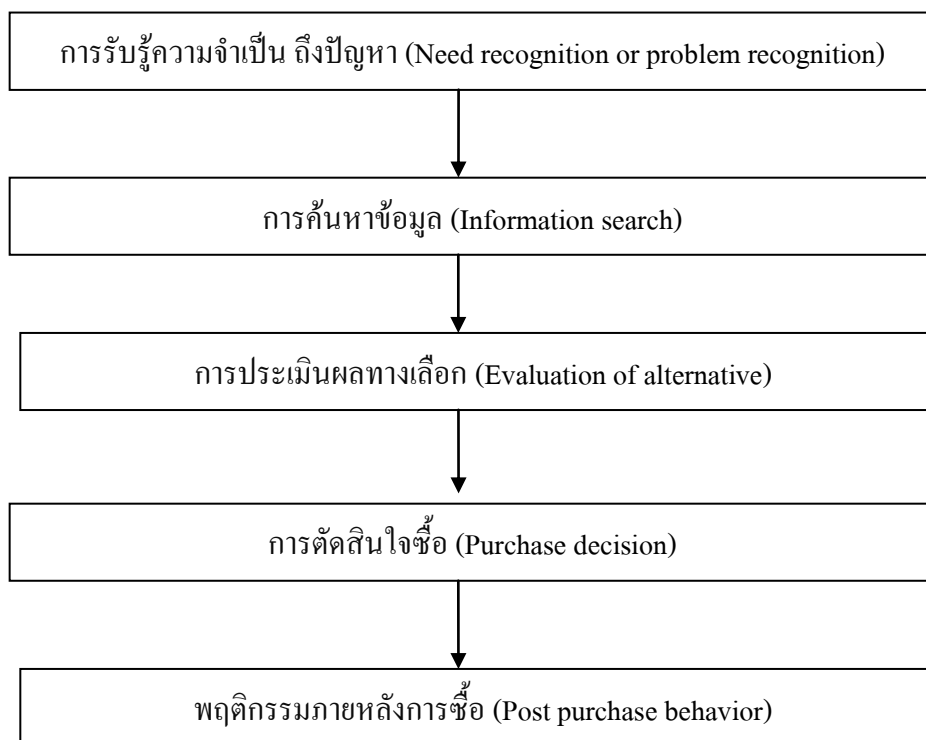 การรับรู้ความจำเป็น ถึงปัญหา (Need recognition or problem recognition)
การค้นหาข้อมูล (Information search)
การประเมินผลทางเลือก (Evaluation of alternative)
การตัดสินใจซื้อ (Purchase decision)
พฤติกรรมภายหลังการซื้อ (Post purchase behavior)